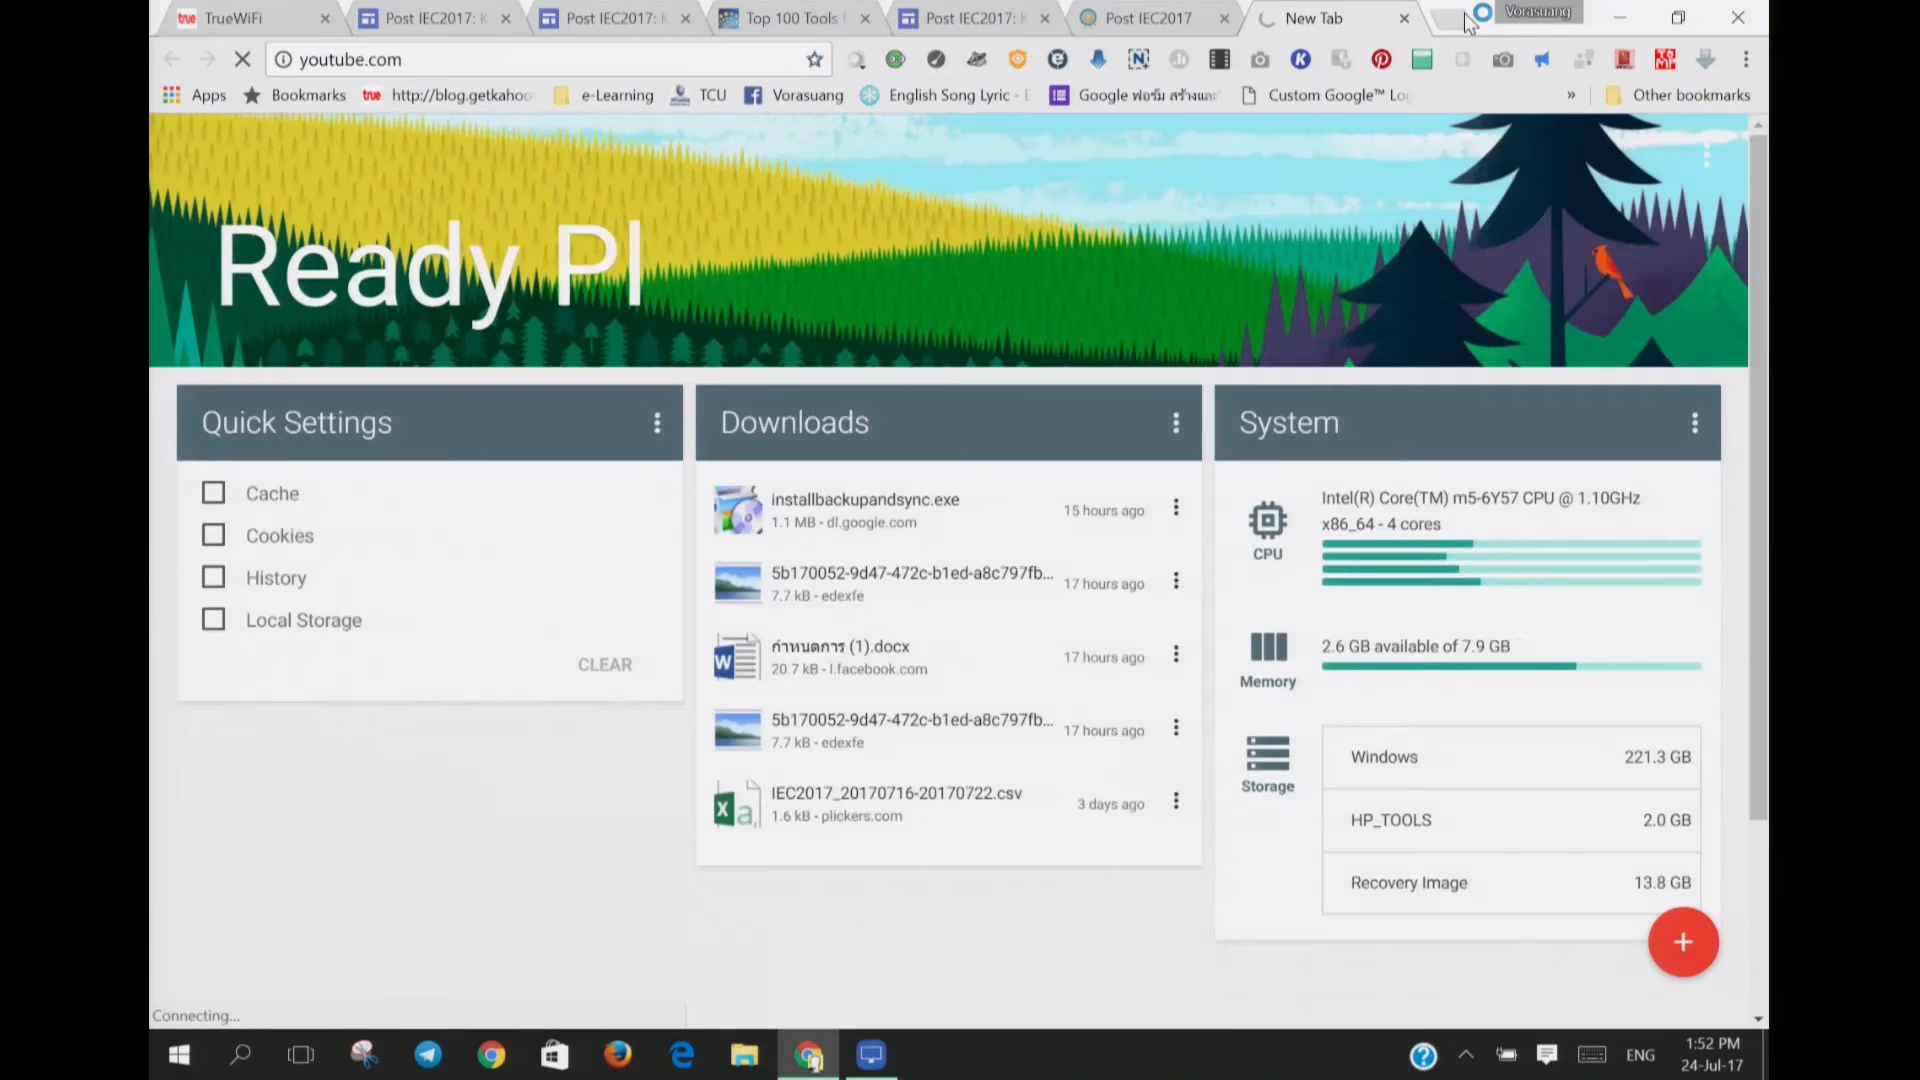 TrueWiFi
Post IEC2017: K
Post IEC2017: K
Top 100 Tools f
Post IEC2017: K
Post IEC2017
New Tab
Vorasuang
youtube.com
Apps
Bookmarks
true http://blog.getkahoo
e-Learning
TCU
Vorasuang
English Song Lyric -
Google ฟอร์ม สร้างและ
Custom Google™ Lo
» Other bookmarks
Ready Pl
Quick Settings
Cache
Cookies
History
Local Storage
CLEAR
Downloads
installbackupandsync.exe
1.1 MB - dl.google.com
15 hours ago
5b170052-9d47-472c-b1ed-a8c797fb...
7.7 kB - edexfe
17 hours ago
กำหนดการ (1).docx
20.7 kB - l.facebook.com
17 hours ago
5b170052-9d47-472c-b1ed-a8c797fb...
7.7 kB - edexfe
17 hours ago
IEC2017_20170716-20170722.csv
1.6 kB - plickers.com
3 days ago
System
Intel(R) Core(TM) m5-6Y57 CPU @ 1.10GHz
x86_64 - 4 cores
CPU
2.6 GB available of 7.9 GB
Memory
Storage
Windows 221.3 GB
HP_TOOLS 2.0 GB
Recovery Image 13.8 GB
+
Connecting...
ENG
1:52 PM
24-Jul-17